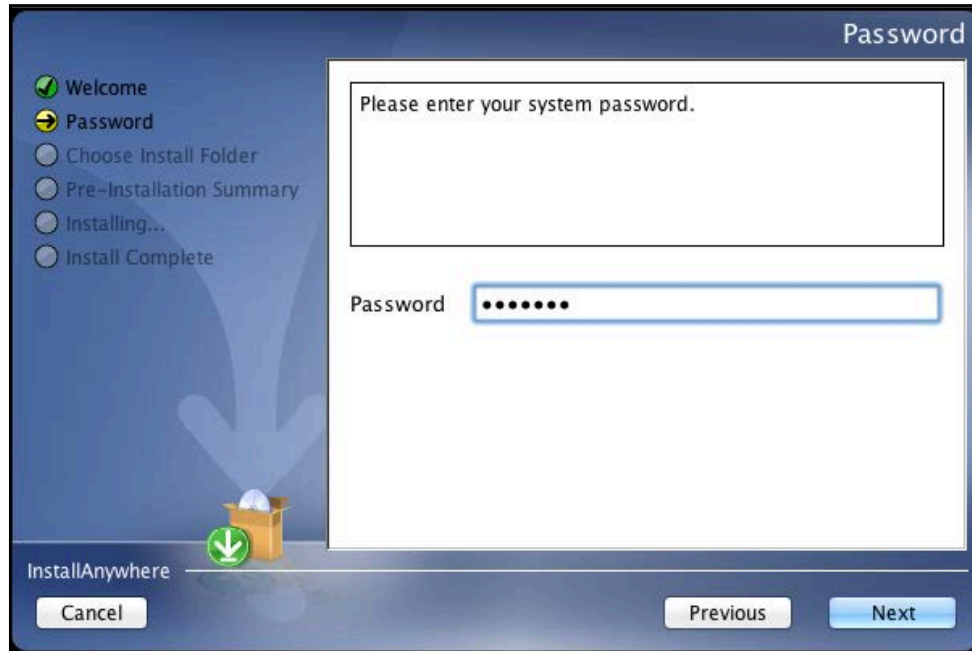 Password
Welcome
Password
Choose Install Folder
Pre-Installation Summary
Installing...
Install Complete
Please enter your system password.
Password •••••••
InstallAnywhere
Cancel
Previous
Next